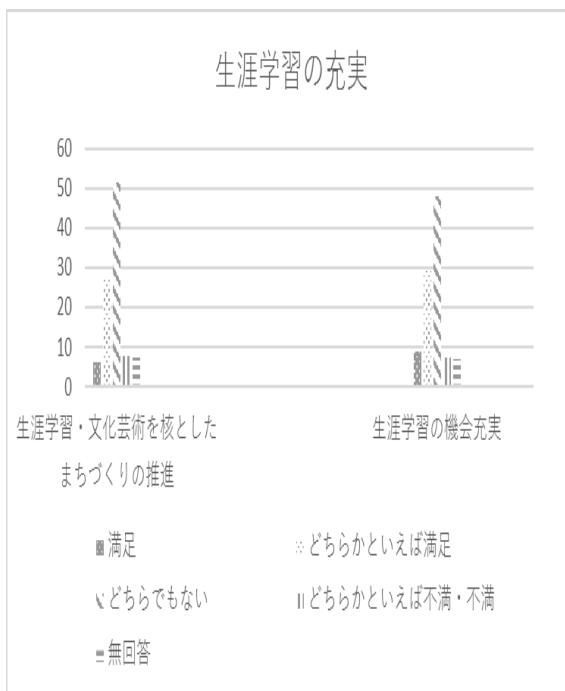 生涯学習の充実
60
50
40
30
20
10
0
生涯学習・文化芸術を核とした
まちづくりの推進
生涯学習の機会充実
満足
どちらかといえば満足
どちらでもない
どちらかといえば不満・不満
無回答